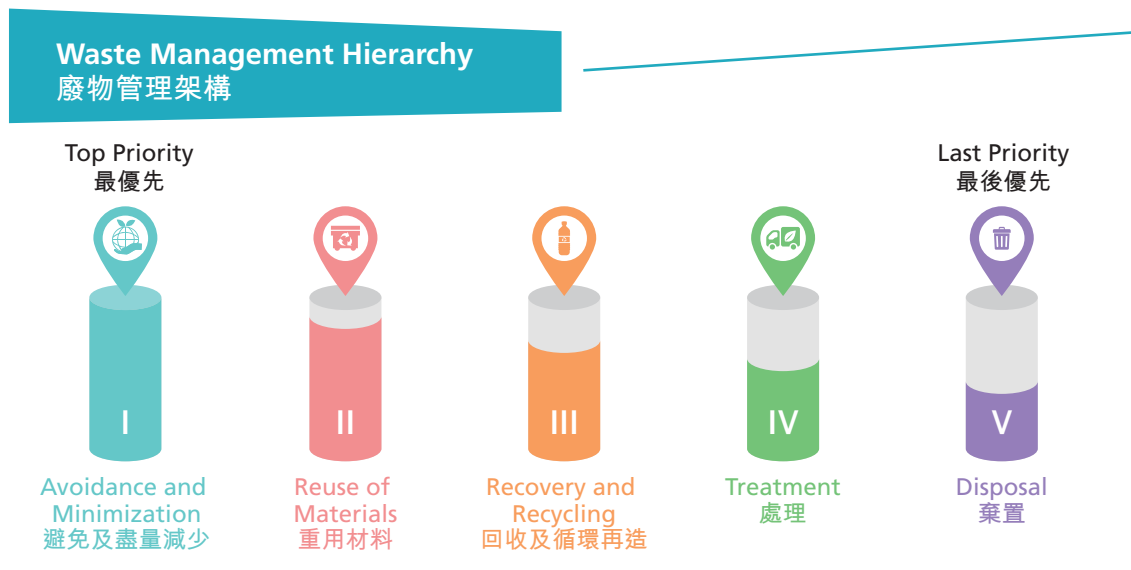 Waste Management Hierarchy
廢物管理架構
Top Priority
最優先
Last Priority
最後優先
I
II
III
IV
V
Avoidance and
Minimization
避免及盡量減少
Reuse of
Materials
重用材料
Recovery and
Recycling
回收及循環再造
Treatment
處理
Disposal
棄置